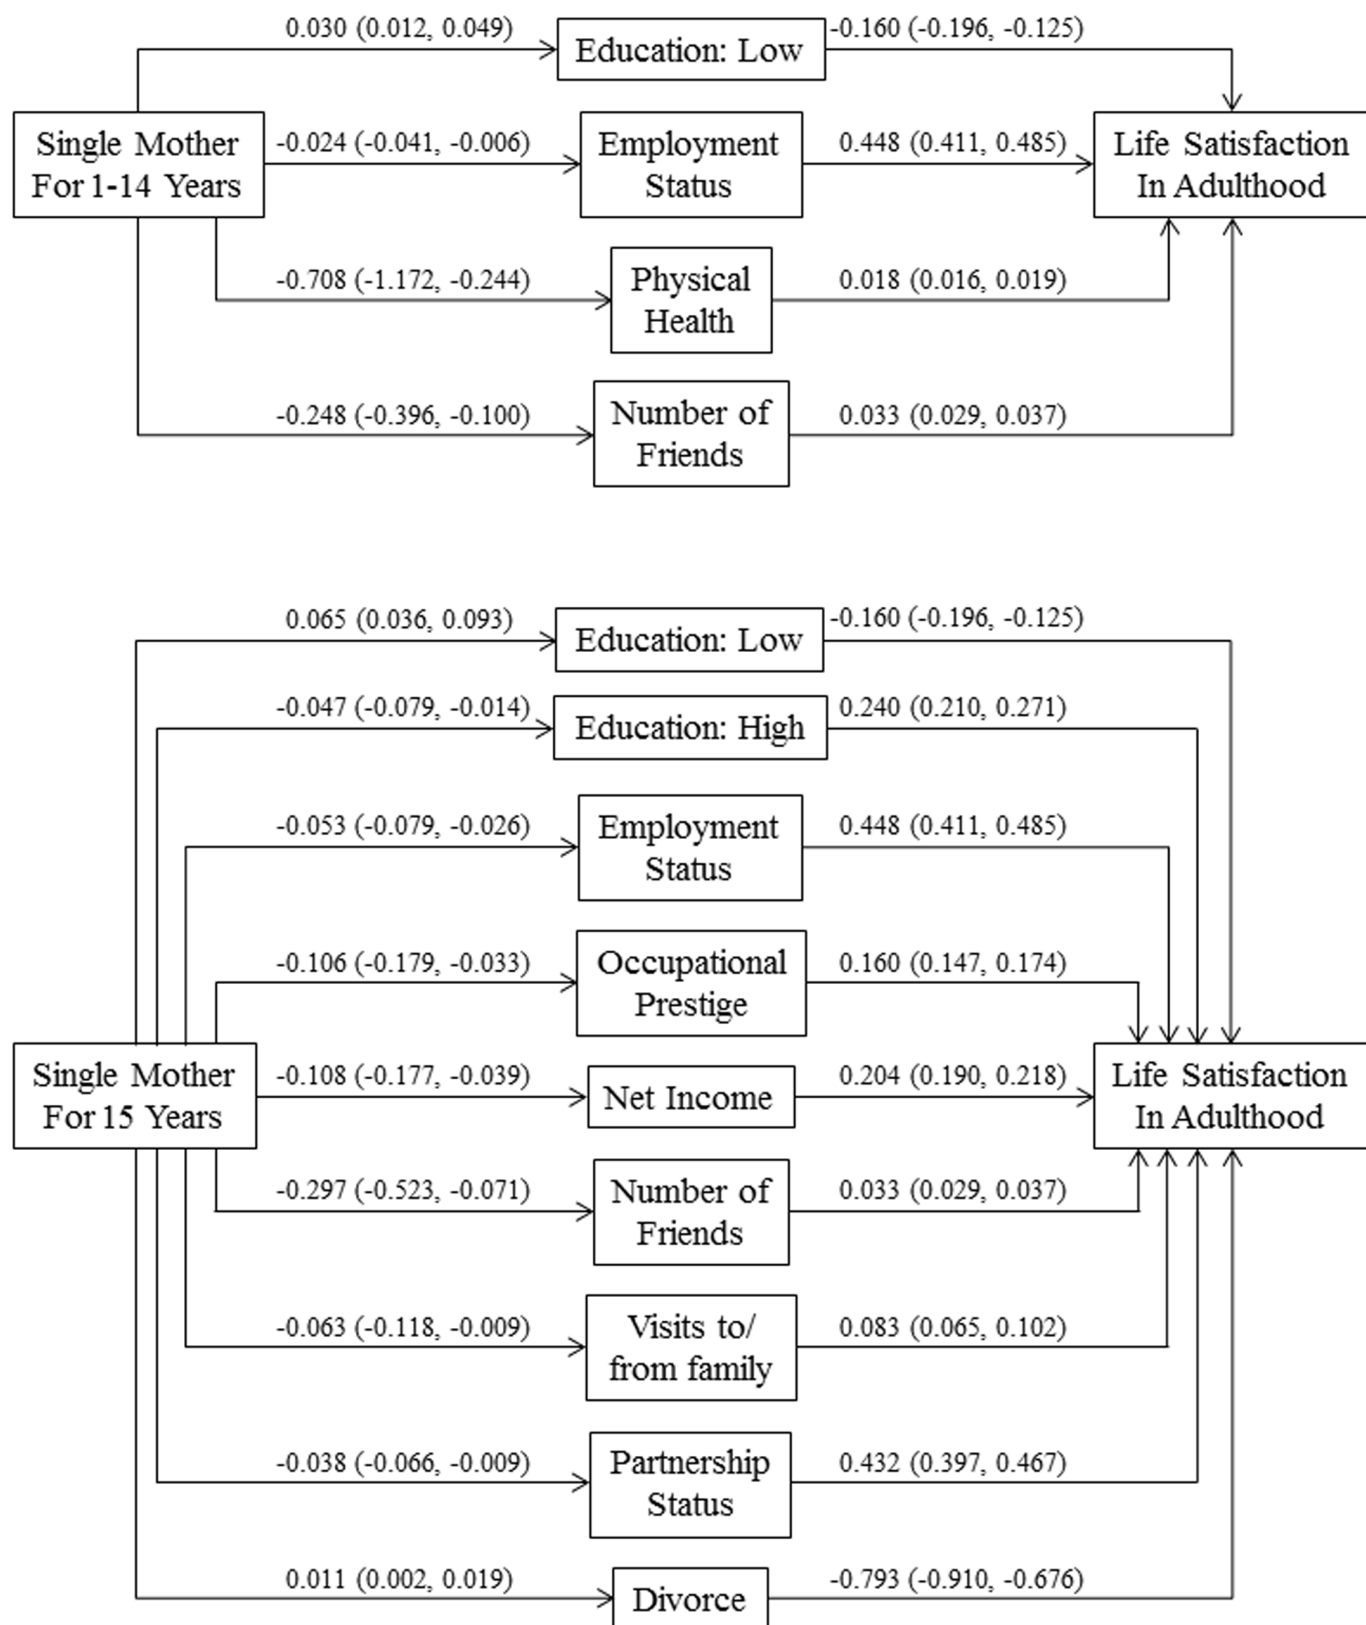 0.030 (0.012, 0.049)
Education: Low
-0.160 (-0.196, -0.125)
Single Mother
For 1-14 Years
-0.024 (-0.041, -0.006)
Employment
Status
0.448 (0.411, 0.485)
Life Satisfaction
In Adulthood
-0.708 (-1.172, -0.244)
Physical
Health
0.018 (0.016, 0.019)
-0.248 (-0.396, -0.100)
Number of
Friends
0.033 (0.029, 0.037)
0.065 (0.036, 0.093)
Education: Low
-0.160 (-0.196, -0.125)
-0.047 (-0.079, -0.014)
Education: High
0.240 (0.210, 0.271)
-0.053 (-0.079, -0.026)
Employment
Status
0.448 (0.411, 0.485)
-0.106 (-0.179, -0.033)
Occupational
Prestige
0.160 (0.147, 0.174)
Single Mother
For 15 Years
-0.108 (-0.177, -0.039)
Net Income
0.204 (0.190, 0.218)
Life Satisfaction
In Adulthood
-0.297 (-0.523, -0.071)
Number of
Friends
0.033 (0.029, 0.037)
-0.063 (-0.118, -0.009)
Visits to/
from family
0.083 (0.065, 0.102)
-0.038 (-0.066, -0.009)
Partnership
Status
0.432 (0.397, 0.467)
0.011 (0.002, 0.019)
Divorce
-0.793 (-0.910, -0.676)